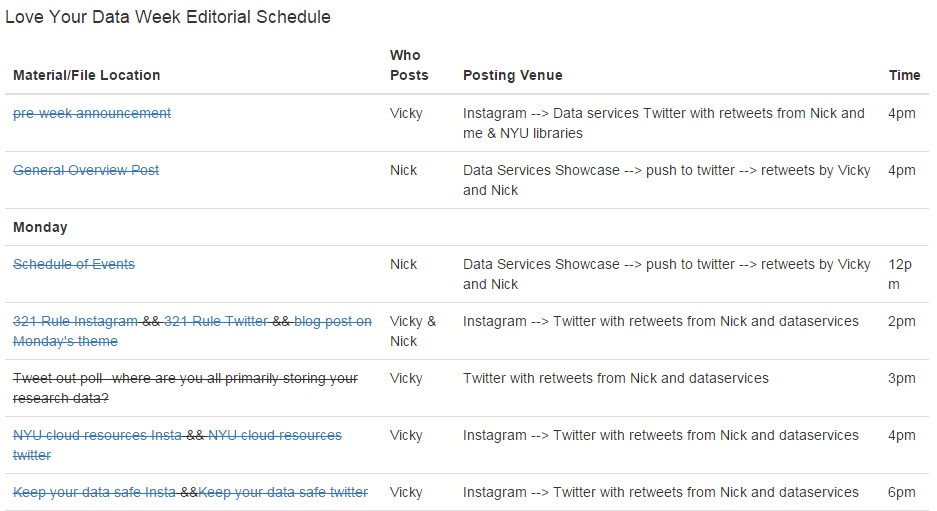 Love Your Data Week Editorial Schedule
Who
Material/File Location Posts Posting Venue Time
pre-week announcement Vicky Instagram --> Data services Twitter with retweets from Nick and 4pm
me & NYU libraries
General Overview Post Nick Data Services Showcase --> push to twitter --> retweets by Vicky 4pm
and Nick
Monday
Schedule of Events Nick Data Services Showcase --> push to twitter --> retweets by Vicky 12p
and Nick m
321 Rule Instagram && 321 Rule Twitter && blog post on Vicky & Instagram --> Twitter with retweets from Nick and dataservices 2pm
Monday's theme Nick
Tweet out poll- where are you all primarily storing your Vicky Twitter with retweets from Nick and dataservices 3pm
research data?
NYU cloud resources Insta && NYU cloud resources Vicky Instagram --> Twitter with retweets from Nick and dataservices 4pm
twitter
Keep your data safe Insta &&Keep your data safe twitter Vicky Instagram --> Twitter with retweets from Nick and dataservices 6pm